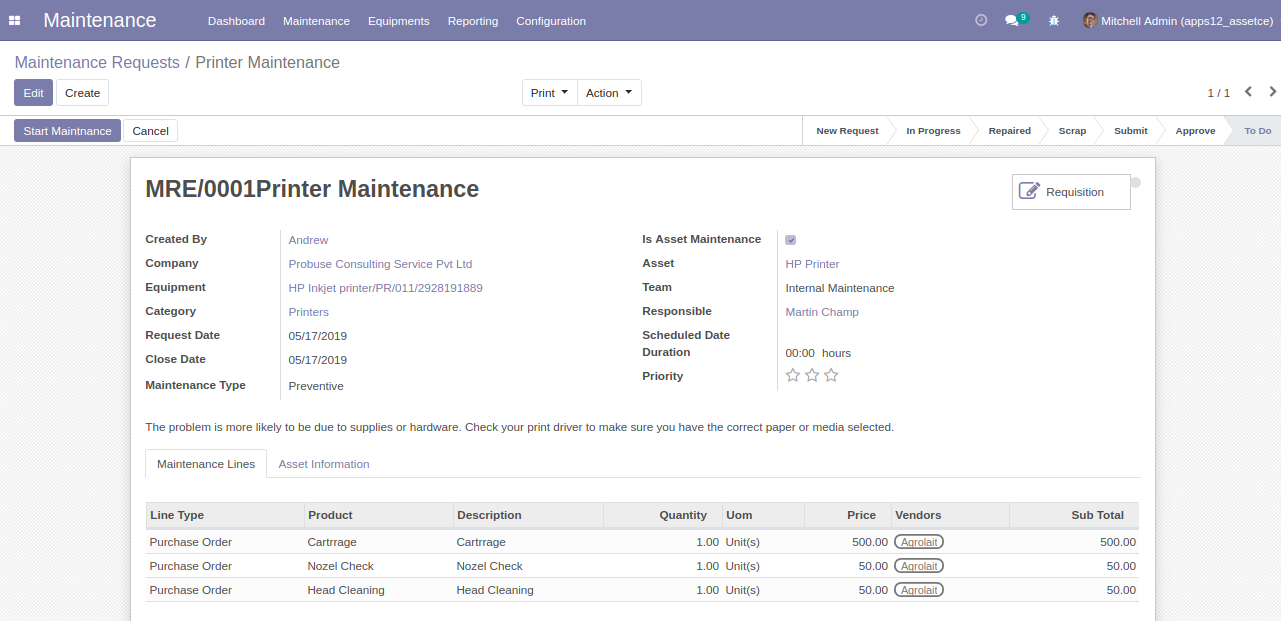 Maintenance Dashboard Maintenance Equipments Reporting Configuration 9 Mitchell Admin (apps12_assetce)
Maintenance Requests / Printer Maintenance
Edit Create Print Action 1 / 1
Start Maintnance Cancel New Request In Progress Repaired Scrap Submit Approve To Do
MRE/0001Printer Maintenance
Requisition
Created By Andrew Is Asset Maintenance
Company Probuse Consulting Service Pvt Ltd Asset HP Printer
Equipment HP Inkjet printer/PR/011/2928191889 Team Internal Maintenance
Category Printers Responsible Martin Champ
Request Date 05/17/2019 Scheduled Date
Close Date 05/17/2019 Duration 00:00 hours
Maintenance Type Preventive Priority
The problem is more likely to be due to supplies or hardware. Check your print driver to make sure you have the correct paper or media selected.
Maintenance Lines Asset Information
Line Type Product Description Quantity Uom Price Vendors Sub Total
Purchase Order Cartrrage Cartrrage 1.00 Unit(s) 500.00 Agrolait 500.00
Purchase Order Nozel Check Nozel Check 1.00 Unit(s) 50.00 Agrolait 50.00
Purchase Order Head Cleaning Head Cleaning 1.00 Unit(s) 50.00 Agrolait 50.00